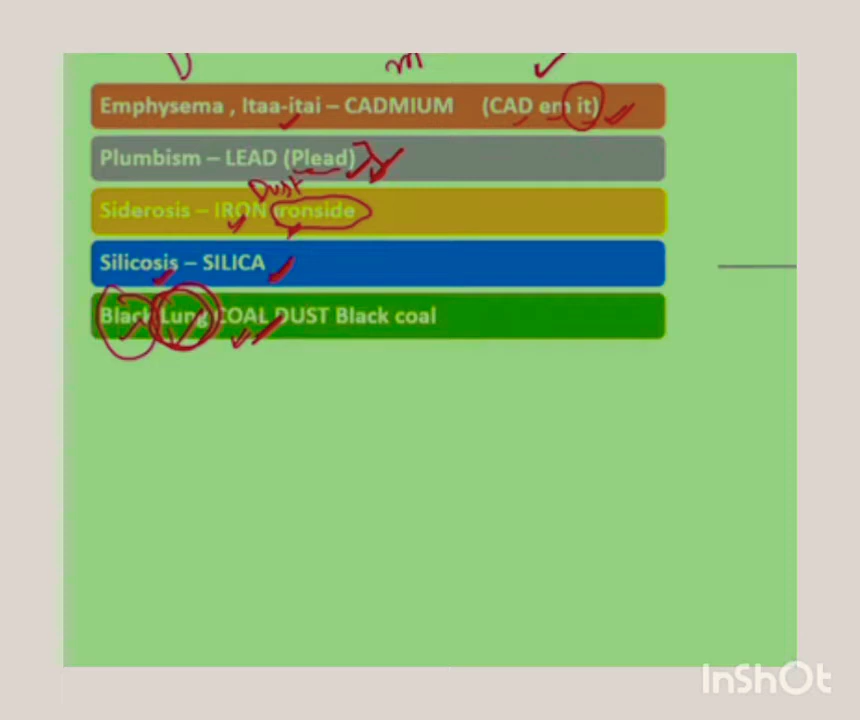 m
Emphysema , Itaa-itai – CADMIUM (CAD em it)
Plumbism – LEAD (Plead)
Dust
Siderosis – IRON ironside
Silicosis – SILICA
Black Lung COAL DUST Black coal
InShOt